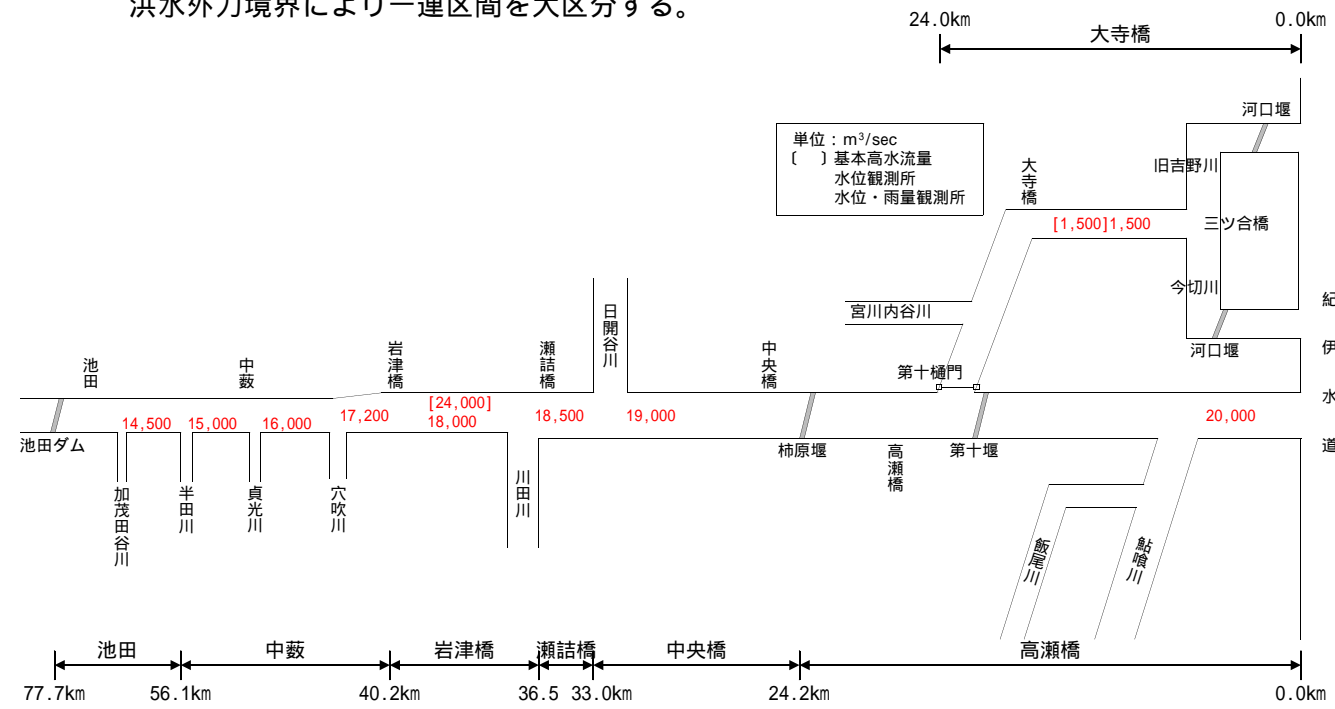 洪水外力境界により一連区間を大区分する。
24.0km
0.0km
大寺橋
河口堰
単位：m³/sec
〔　〕基本高水流量
水位観測所
水位・雨量観測所
大寺橋
旧吉野川
[1,500]1,500
三ツ合橋
今切川
河口堰
宮川内谷川
第十樋門
紀伊水道
日開谷川
池田
中薮
岩津橋
瀬詰橋
中央橋
[24,000]
14,500
15,000
16,000
17,200
18,000
18,500
19,000
20,000
池田ダム
柿原堰
高瀬橋
第十堰
加茂田谷川
半田川
貞光川
穴吹川
川田川
飯尾川
鮎喰川
池田
中薮
岩津橋
瀬詰橋
中央橋
高瀬橋
77.7km
56.1km
40.2km
36.5
33.0km
24.2km
0.0km